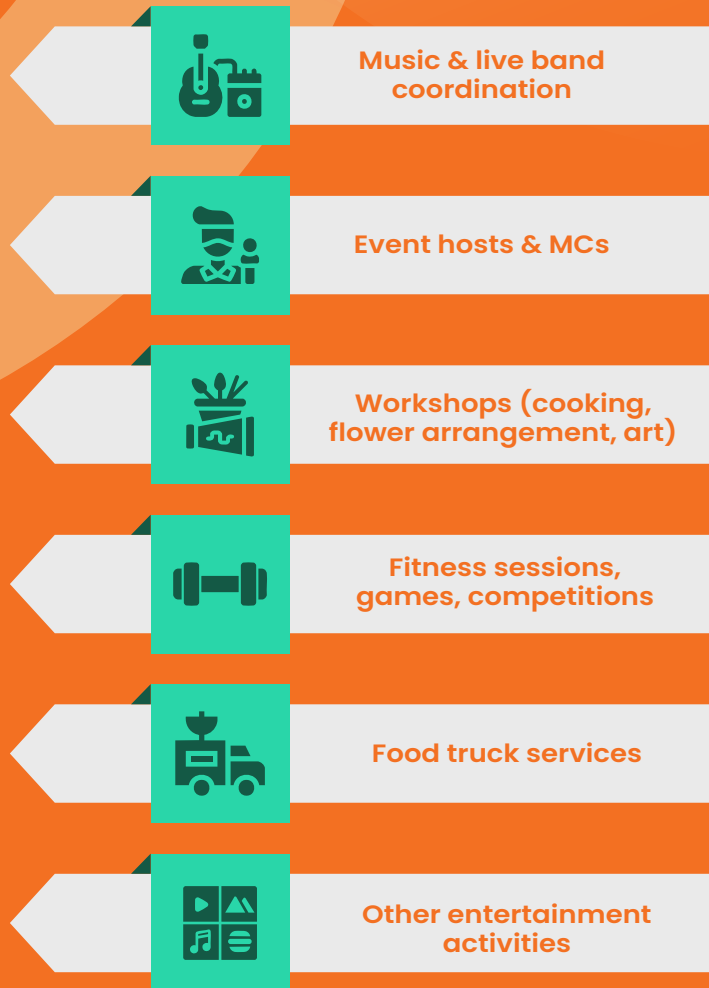 Music & live band
coordination
Event hosts & MCs
Workshops (cooking,
flower arrangement, art)
Fitness sessions,
games, competitions
Food truck services
Other entertainment
activities